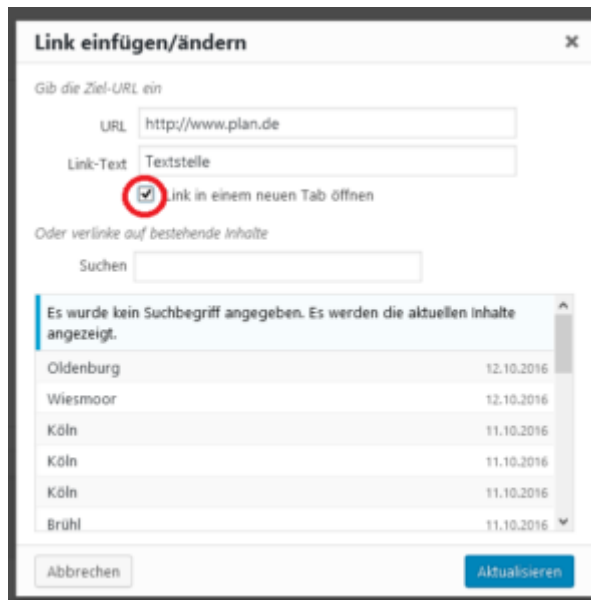 Link einfügen/ändern ×
Gib die Ziel-URL ein
URL http://www.plan.de
Link-Text Textstelle
Link in einem neuen Tab öffnen
Oder verlinke auf bestehende Inhalte
Suchen
Es wurde kein Suchbegriff angegeben. Es werden die aktuellen Inhalte
angezeigt.
Oldenburg 12.10.2016
Wiesmoor 12.10.2016
Köln 11.10.2016
Köln 11.10.2016
Köln 11.10.2016
Brühl 11.10.2016
Abbrechen Aktualisieren